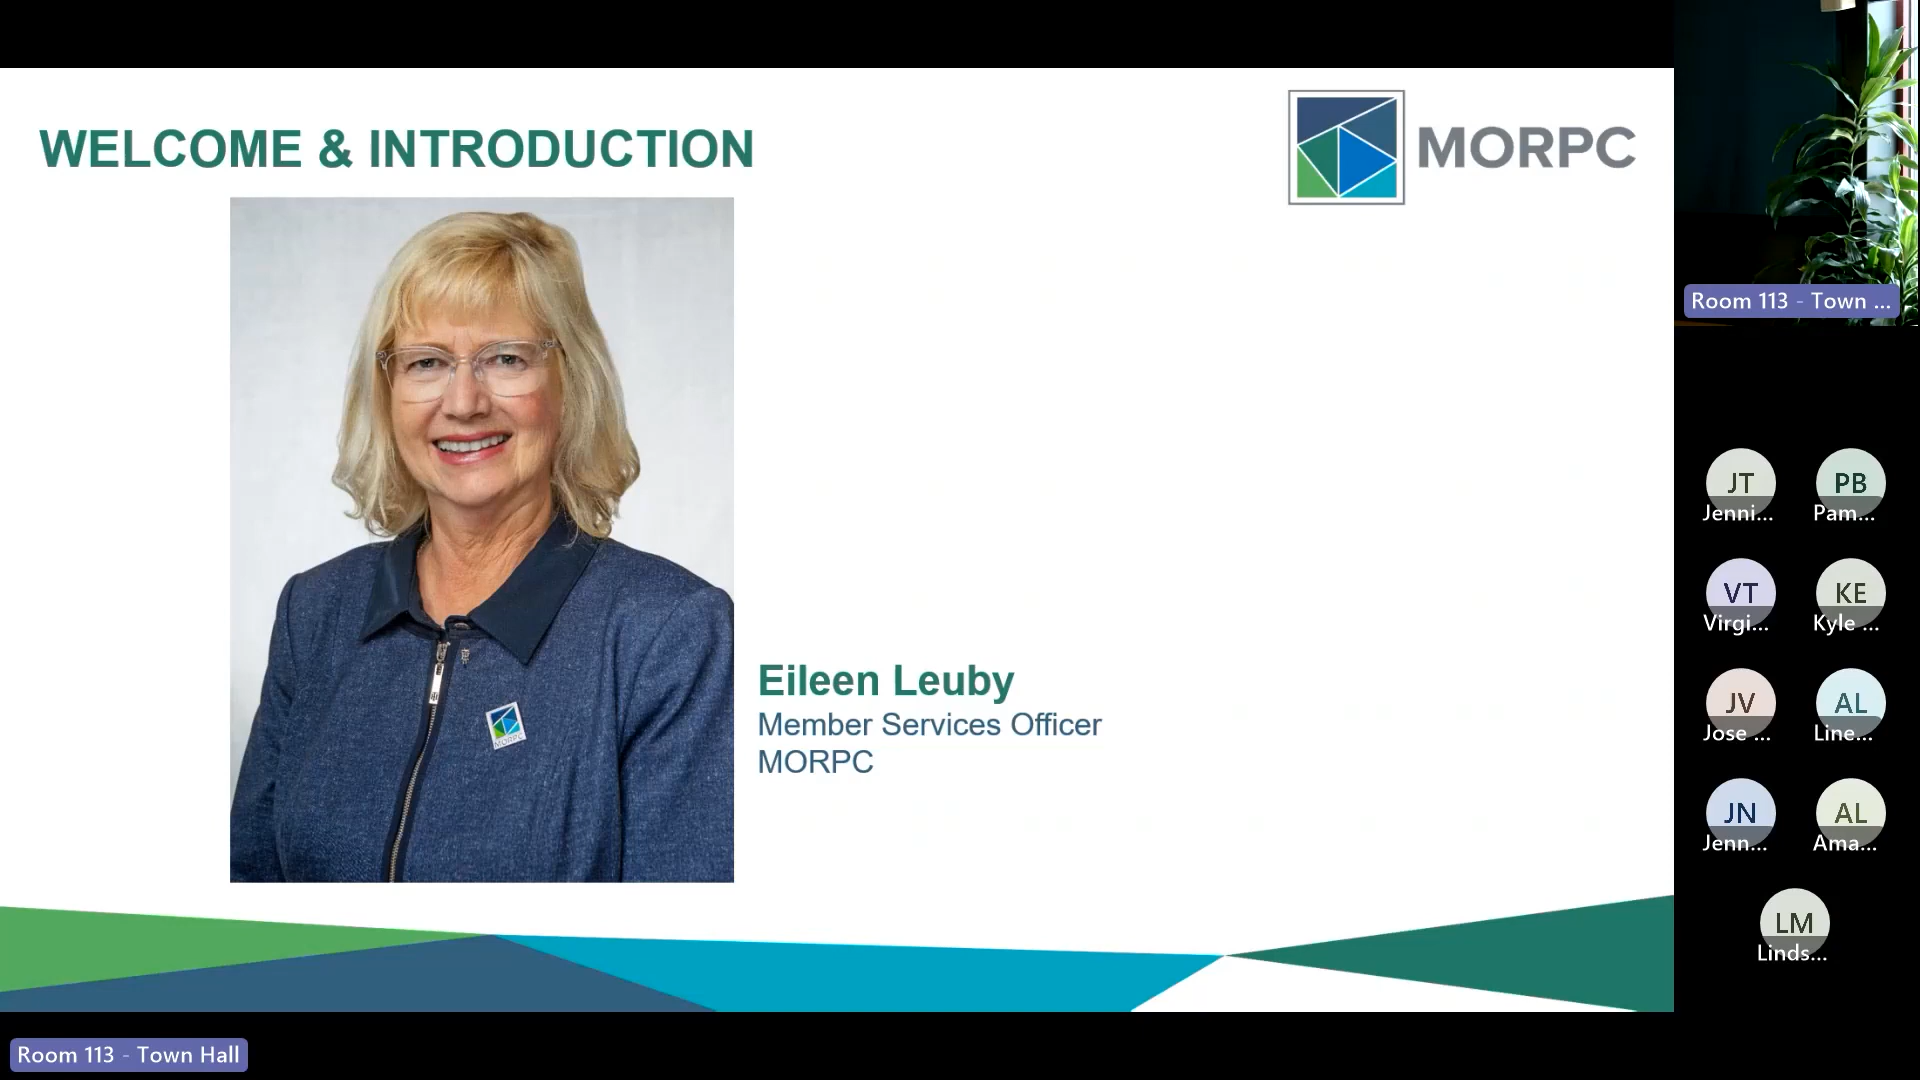 WELCOME & INTRODUCTION
MORPC
MORPC
Eileen Leuby
Member Services Officer
MORPC
Room 113 - Town ...
JT
Jenni...
PB
Pam...
VT
Virgi...
KE
Kyle ...
JV
Jose ...
AL
Line...
JN
Jenn...
AL
Ama...
LM
Linds...
Room 113 - Town Hall